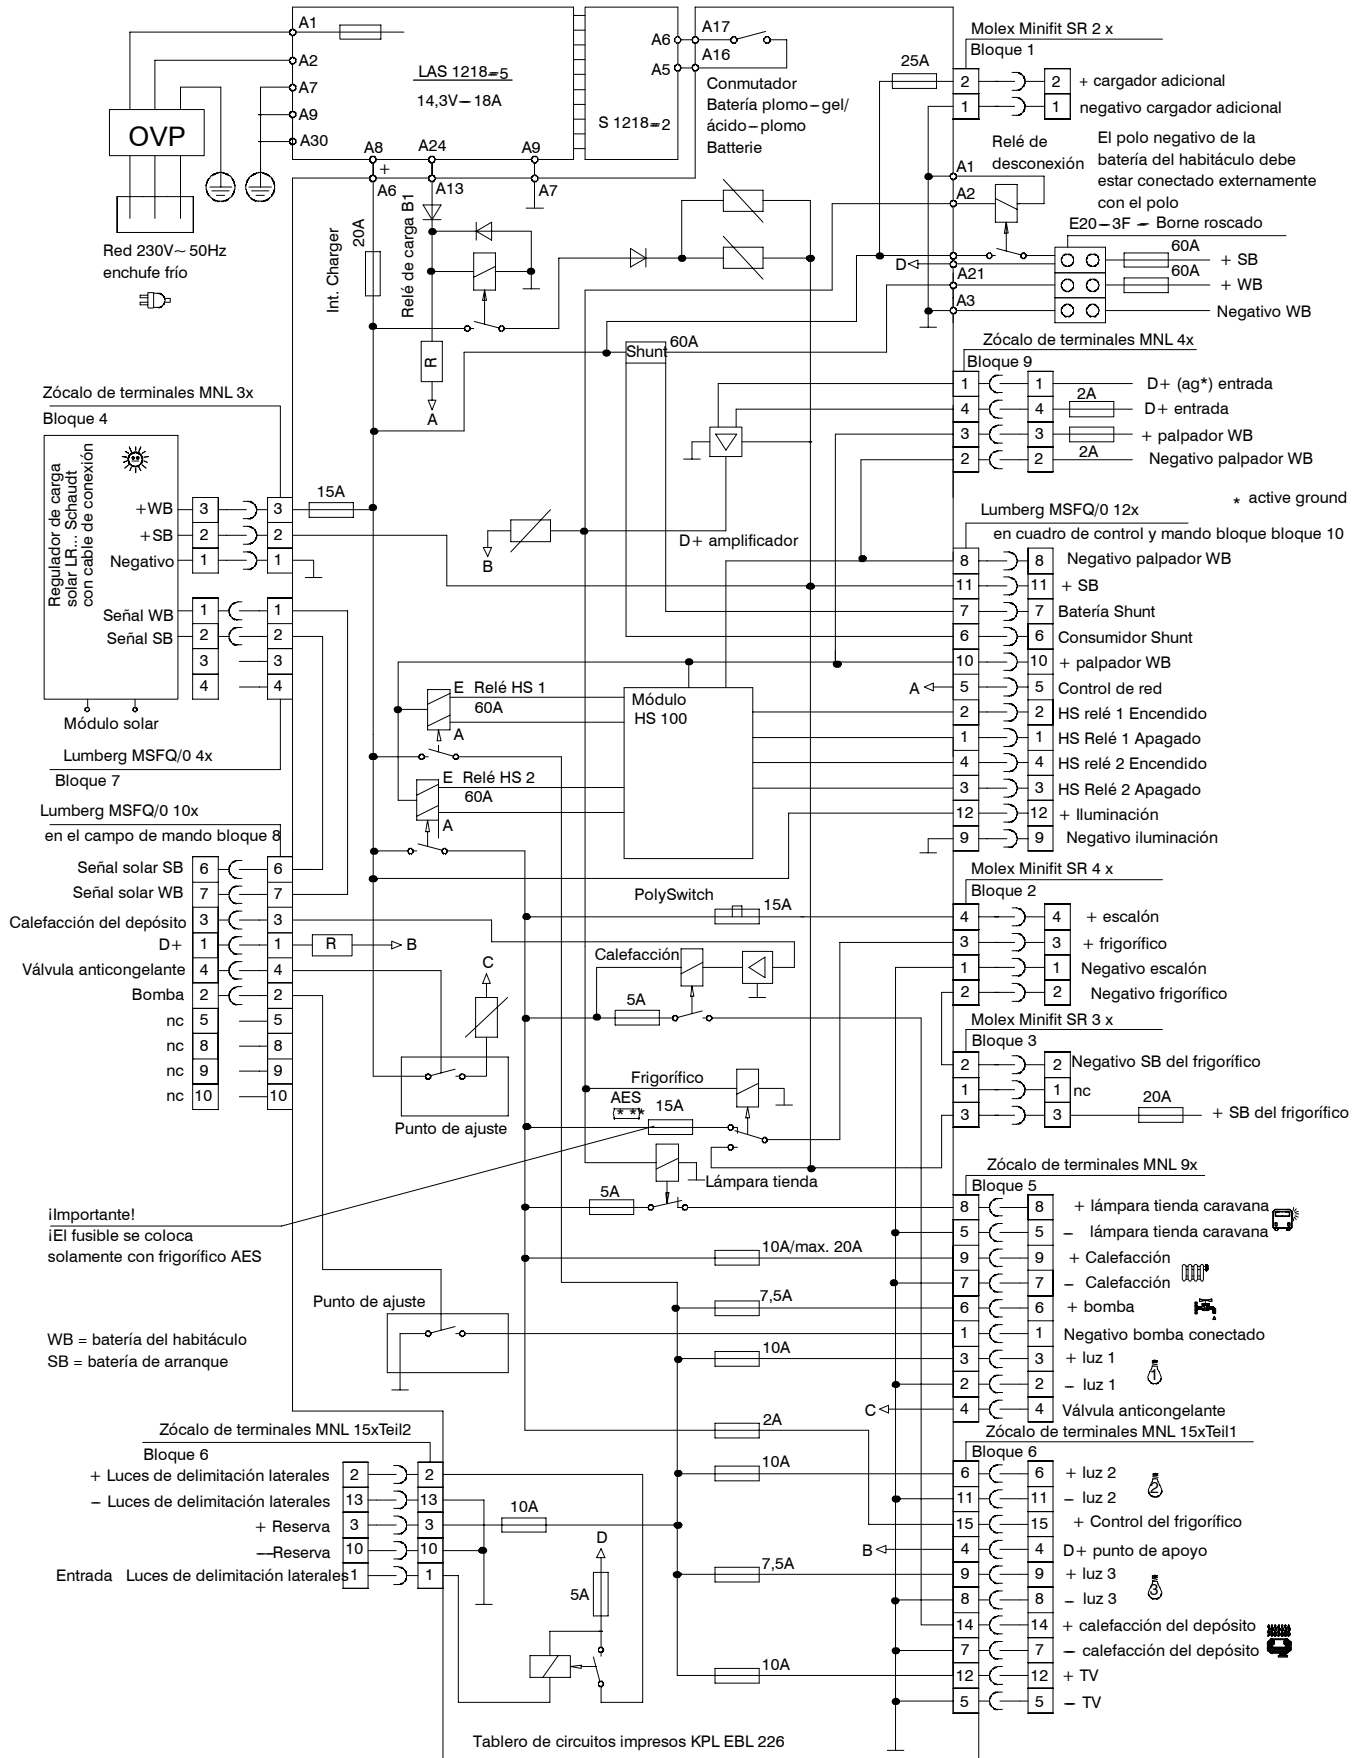 A1
A2
A7
A9
A30
OVP
Red 230V~ 50Hz
enchufe frío
LAS 1218=5
14,3V – 18A
S 1218=2
A6
A5
A17
A16
Conmutador
Batería plomo – gel/
ácido – plomo
Batterie
A8
+
A6
A24
A13
A9
A7
Int. Charger
20A
Relé de carga B1
R
A
Shunt
60A
25A
Molex Minifit SR 2 x
Bloque 1
2 2 + cargador adicional
1 1 negativo cargador adicional
Relé de
desconexión
El polo negativo de la
batería del habitáculo debe
estar conectado externamente
con el polo
A1
A2
E20 – 3F – Borne roscado
D
60A
+ SB
A21
60A
+ WB
A3
Negativo WB
Zócalo de terminales MNL 4x
Bloque 9
1 1 D+ (ag*) entrada
4 4 2A D+ entrada
3 3 + palpador WB
2 2 2A Negativo palpador WB
* active ground
D+ amplificador
B
Lumberg MSFQ/0 12x
en cuadro de control y mando bloque bloque 10
8 8 Negativo palpador WB
11 11 + SB
7 7 Batería Shunt
6 6 Consumidor Shunt
10 10 + palpador WB
A 5 5 Control de red
2 2 HS relé 1 Encendido
1 1 HS Relé 1 Apagado
4 4 HS relé 2 Encendido
3 3 HS Relé 2 Apagado
12 12 + Iluminación
9 9 Negativo iluminación
Zócalo de terminales MNL 3x
Bloque 4
Regulador de carga
solar LR... Schaudt
con cable de conexión
+WB 3 3 15A
+SB 2 2
Negativo 1 1
Señal WB 1 1
Señal SB 2 2
3 3
4 4
Módulo solar
Lumberg MSFQ/0 4x
Bloque 7
E Relé HS 1
60A
A
E Relé HS 2
60A
A
Módulo
HS 100
Lumberg MSFQ/0 10x
en el campo de mando bloque 8
Señal solar SB 6 6
Señal solar WB 7 7
Calefacción del depósito 3 3
D+ 1 1 R B
Válvula anticongelante 4 4
Bomba 2 2
nc 5 5
nc 8 8
nc 9 9
nc 10 10
C
Punto de ajuste
PolySwitch
15A
Calefacción
5A
Frigorífico
AES
(* **
15A
Lámpara tienda
5A
Molex Minifit SR 4 x
Bloque 2
4 4 + escalón
3 3 + frigorífico
1 1 Negativo escalón
2 2 Negativo frigorífico
Molex Minifit SR 3 x
Bloque 3
2 2 Negativo SB del frigorífico
1 1 nc
3 3 20A + SB del frigorífico
¡Importante!
¡El fusible se coloca
solamente con frigorífico AES
Punto de ajuste
WB = batería del habitáculo
SB = batería de arranque
Zócalo de terminales MNL 9x
Bloque 5
8 8 + lámpara tienda caravana
5 5 – lámpara tienda caravana
10A/max. 20A 9 9 + Calefacción
7 7 – Calefacción
7,5A 6 6 + bomba
1 1 Negativo bomba conectado
10A 3 3 + luz 1
1
2 2 – luz 1
C 4 4 Válvula anticongelante
Zócalo de terminales MNL 15xTeil1
Bloque 6
2A
10A 6 6 + luz 2
2
11 11 – luz 2
15 15 + Control del frigorífico
B 4 4 D+ punto de apoyo
7,5A 9 9 + luz 3
3
8 8 – luz 3
14 14 + calefacción del depósito
7 7 – calefacción del depósito
10A 12 12 + TV
5 5 – TV
Zócalo de terminales MNL 15xTeil2
Bloque 6
+ Luces de delimitación laterales 2 2
– Luces de delimitación laterales 13 13
+ Reserva 3 3 10A
—Reserva 10 10
Entrada Luces de delimitación laterales 1 1
D
5A
Tablero de circuitos impresos KPL EBL 226